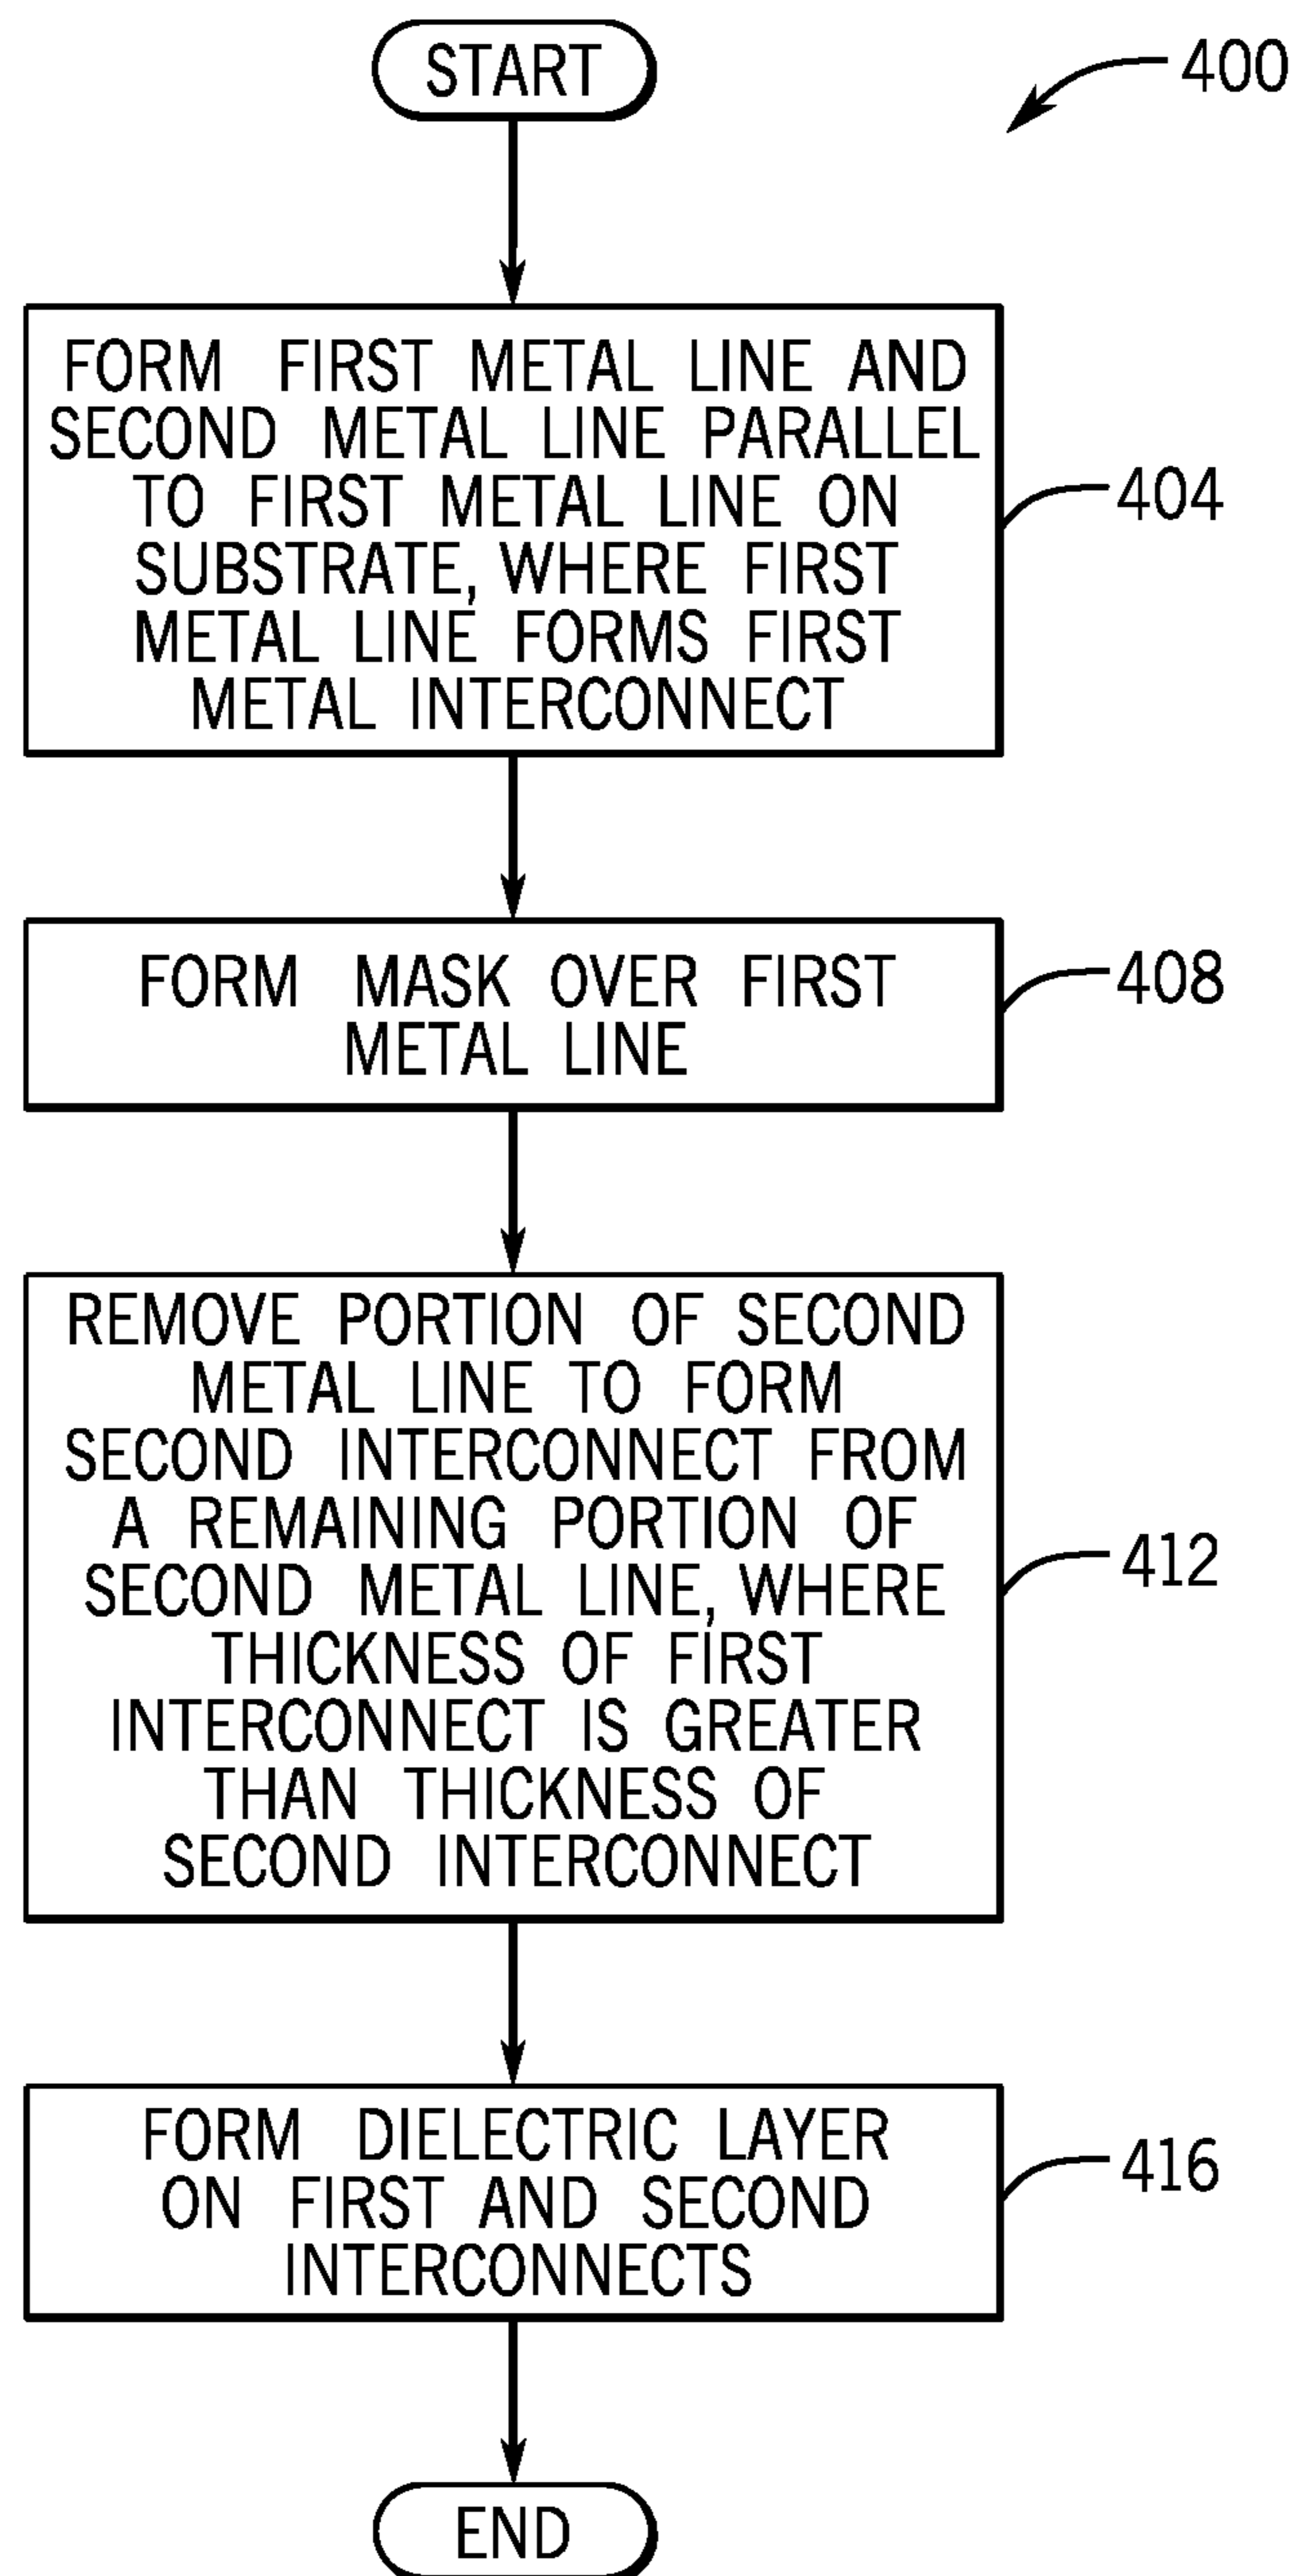 START
400
FORM FIRST METAL LINE AND
SECOND METAL LINE PARALLEL
TO FIRST METAL LINE ON
SUBSTRATE, WHERE FIRST
METAL LINE FORMS FIRST
METAL INTERCONNECT
404
FORM MASK OVER FIRST
METAL LINE
408
REMOVE PORTION OF SECOND
METAL LINE TO FORM
SECOND INTERCONNECT FROM
A REMAINING PORTION OF
SECOND METAL LINE, WHERE
THICKNESS OF FIRST
INTERCONNECT IS GREATER
THAN THICKNESS OF
SECOND INTERCONNECT
412
FORM DIELECTRIC LAYER
ON FIRST AND SECOND
INTERCONNECTS
416
END